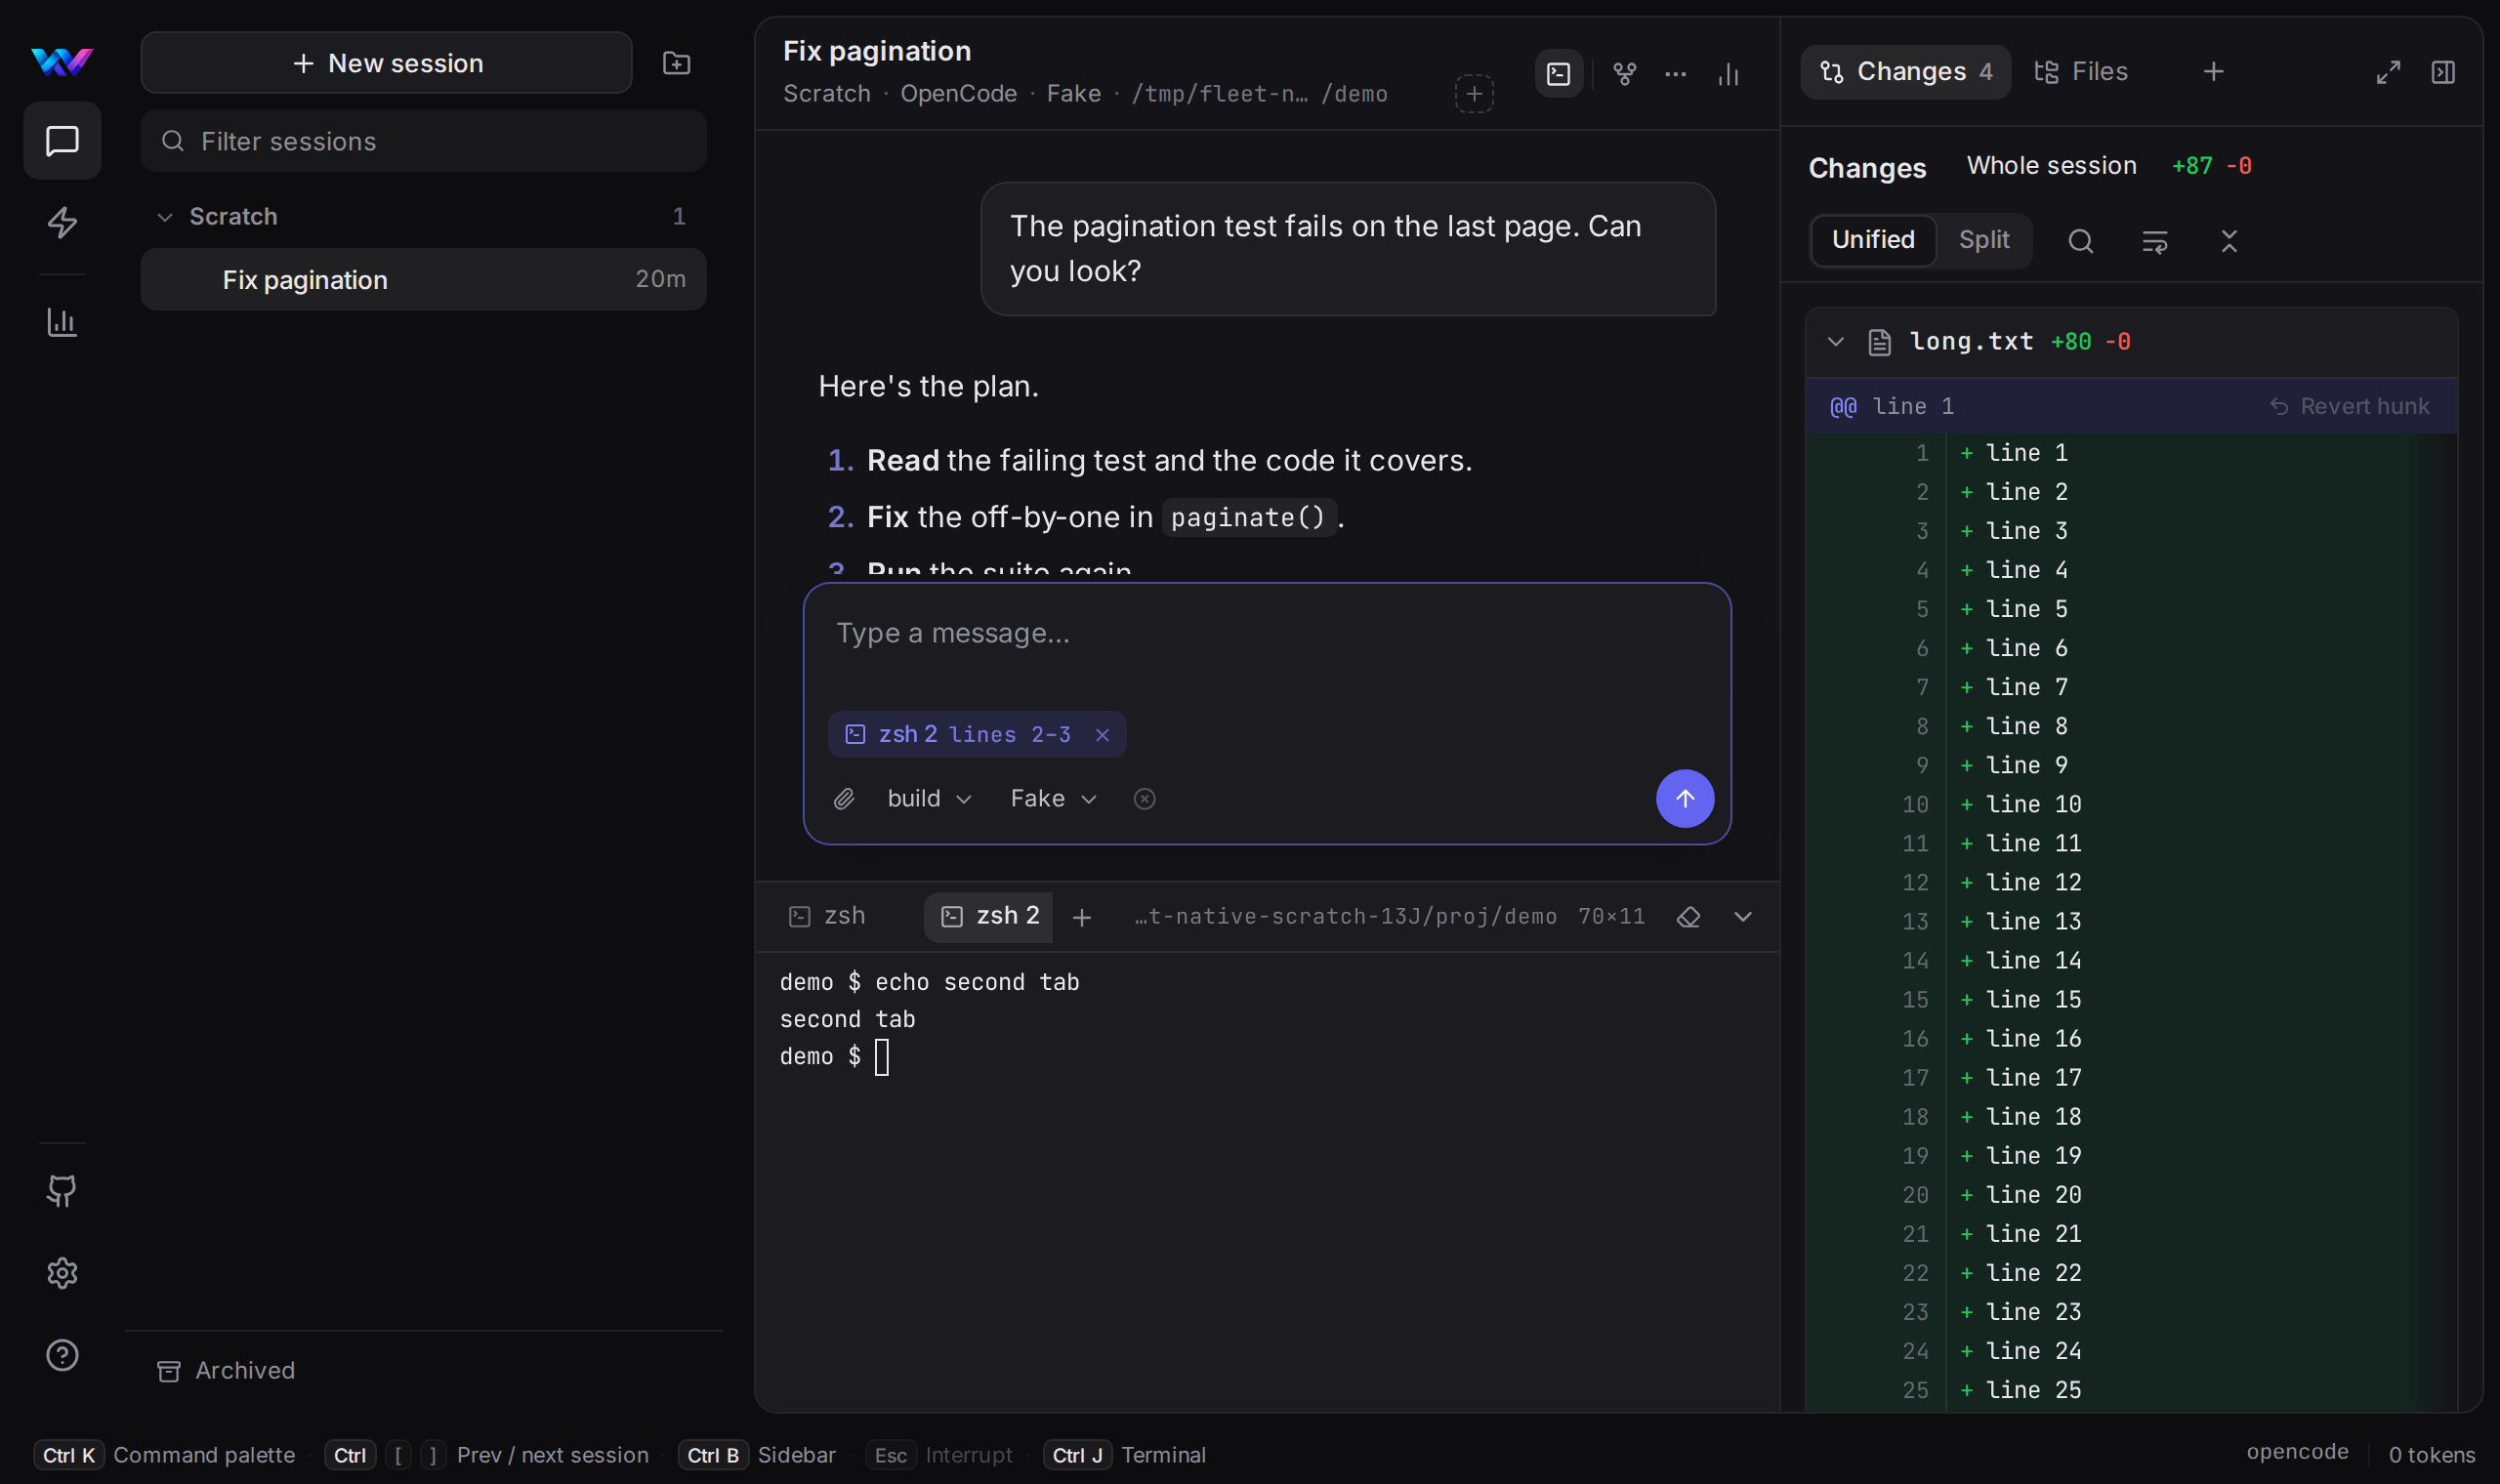 New session
Filter sessions
Scratch 1
Fix pagination 20m
Archived
Fix pagination
Scratch · OpenCode · Fake · /tmp/fleet-n… /demo
The pagination test fails on the last page. Can
you look?
Here's the plan.
1. Read the failing test and the code it covers.
2. Fix the off-by-one in paginate().
3. Run the suite again
Type a message...
zsh 2 lines 2-3
build Fake
zsh zsh 2 …t-native-scratch-13J/proj/demo 70×11
demo $ echo second tab
second tab
demo $
Changes 4 Files
Changes Whole session +87 -0
Unified Split
long.txt +80 -0
@@ line 1 Revert hunk
1 + line 1
2 + line 2
3 + line 3
4 + line 4
5 + line 5
6 + line 6
7 + line 7
8 + line 8
9 + line 9
10 + line 10
11 + line 11
12 + line 12
13 + line 13
14 + line 14
15 + line 15
16 + line 16
17 + line 17
18 + line 18
19 + line 19
20 + line 20
21 + line 21
22 + line 22
23 + line 23
24 + line 24
25 + line 25
Ctrl K Command palette · Ctrl [ ] Prev / next session · Ctrl B Sidebar · Esc Interrupt · Ctrl J Terminal
opencode 0 tokens